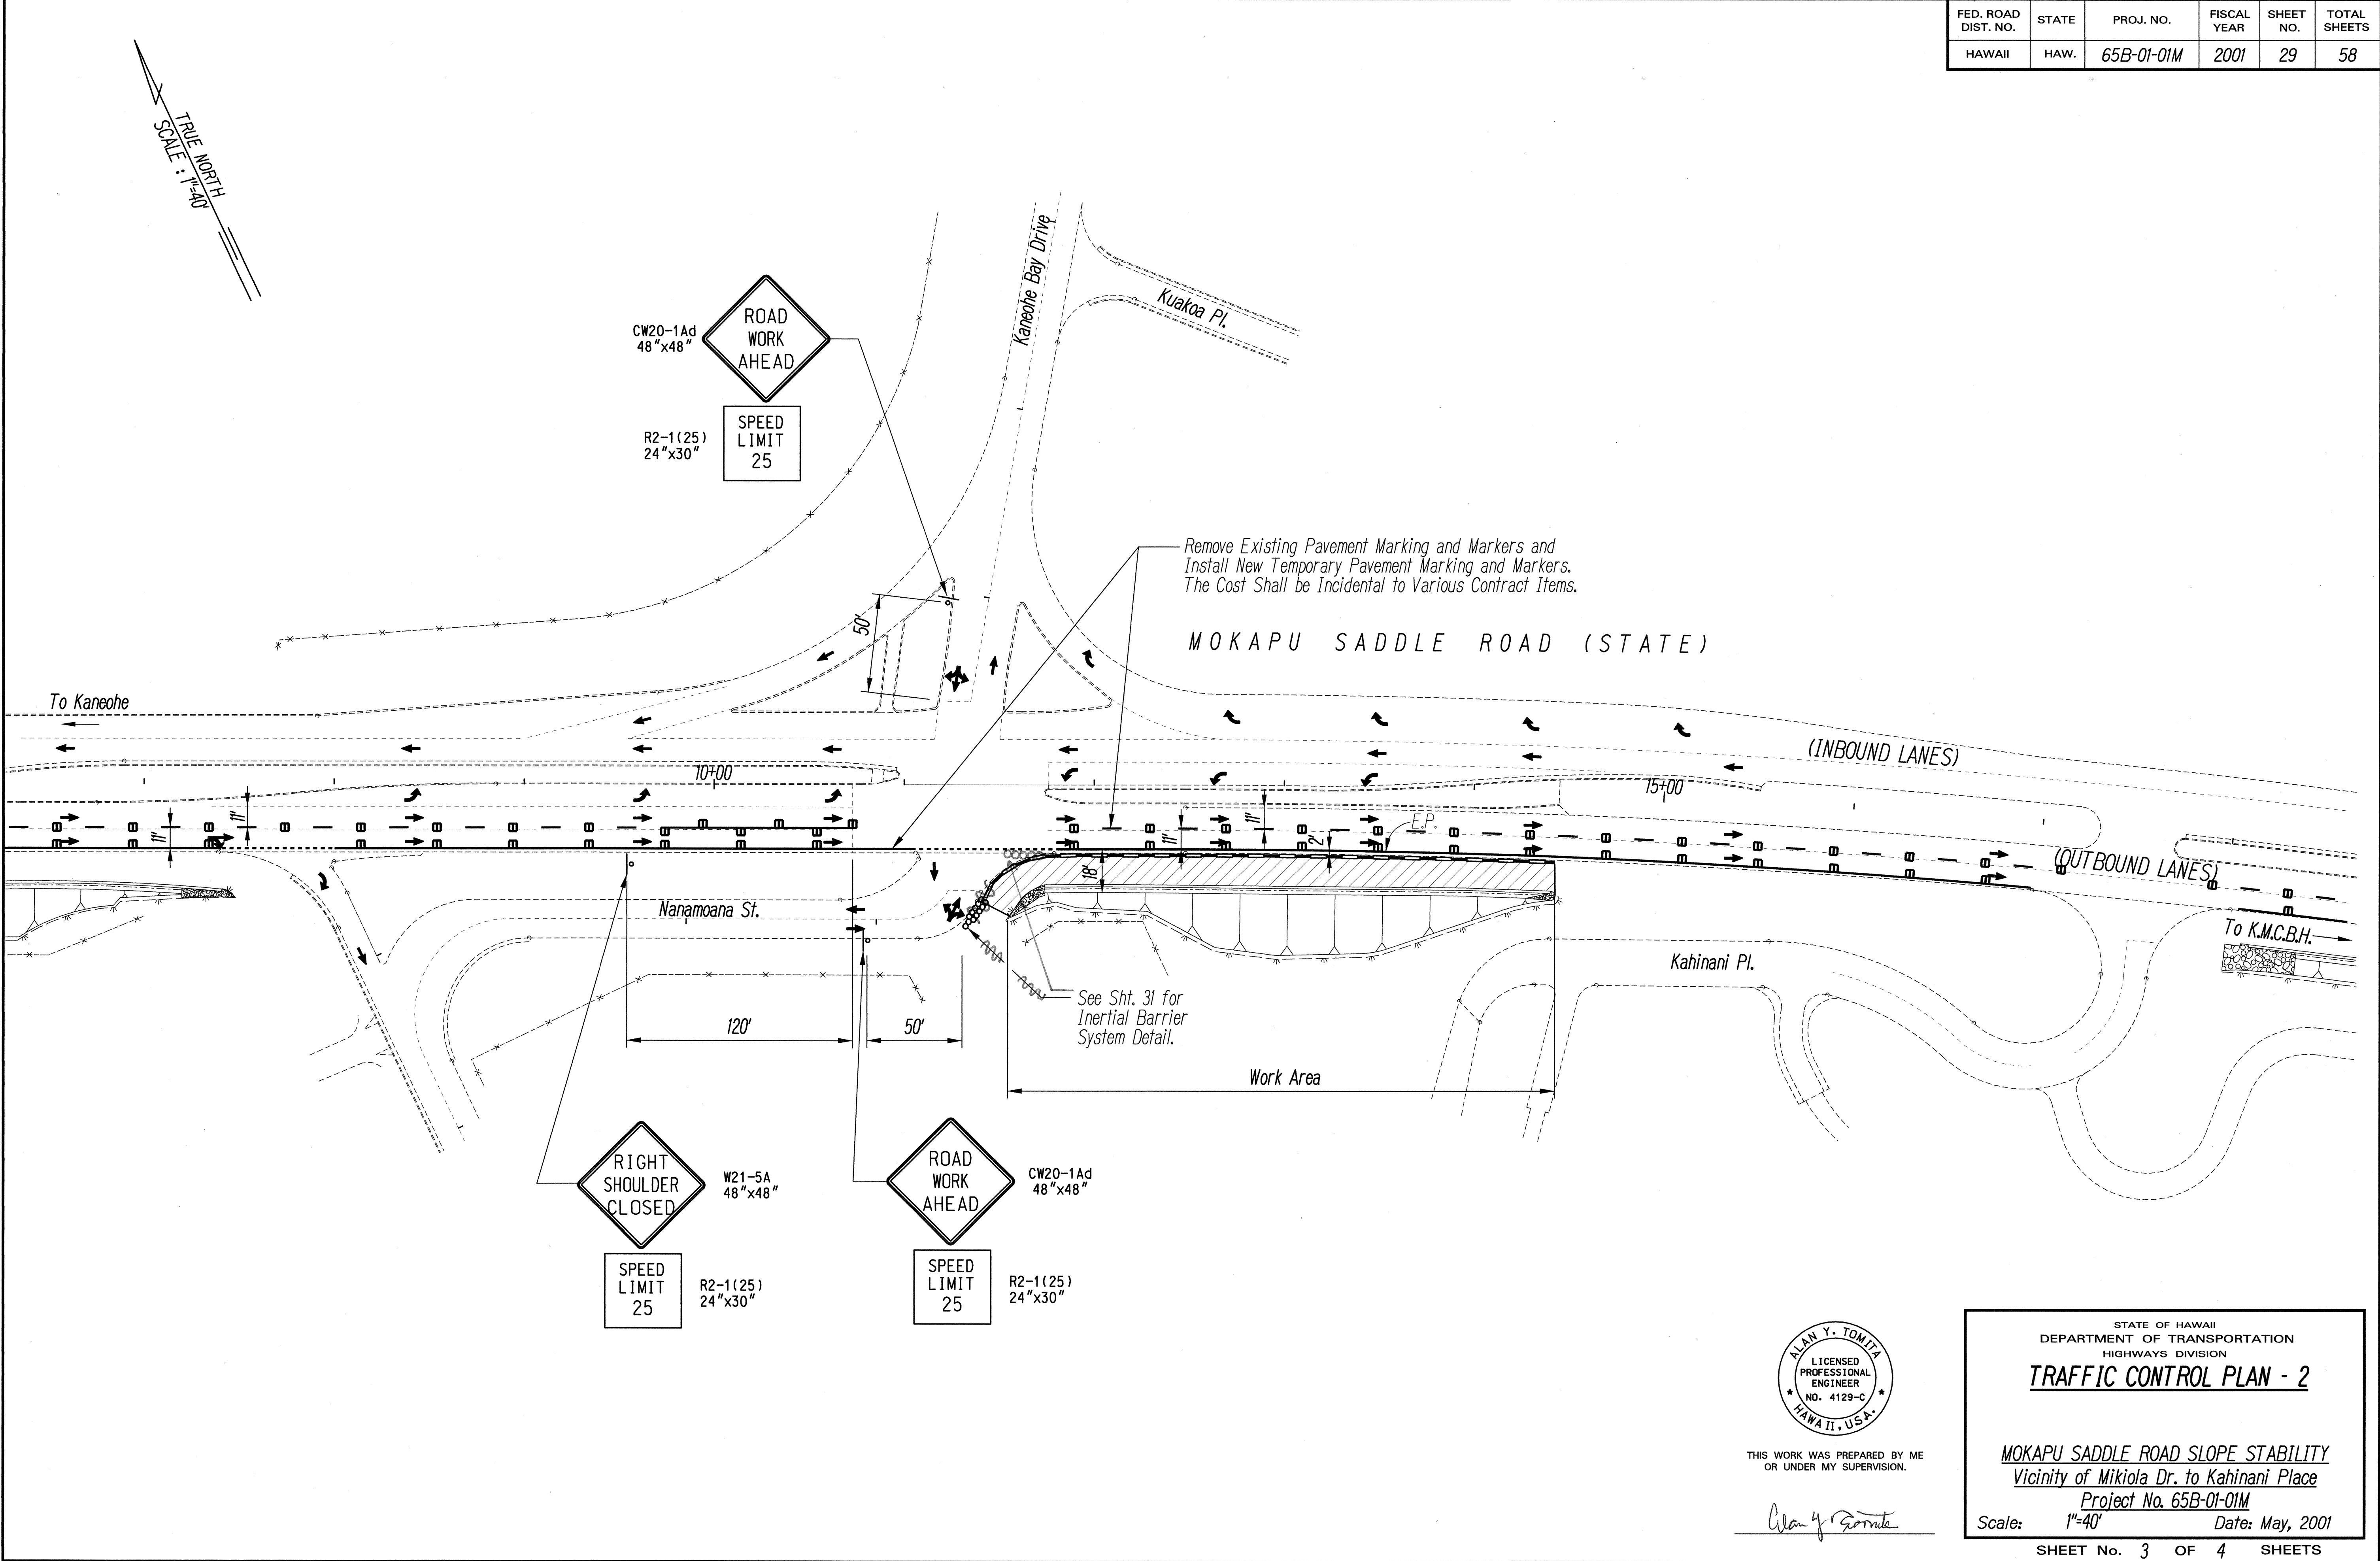 FED. ROAD DIST. NO. STATE PROJ. NO. FISCAL YEAR SHEET NO. TOTAL SHEETS
HAWAII HAW. 65B-01-01M 2001 29 58
TRUE NORTH
SCALE : 1"=40'
Kaneohe Bay Drive
Kuakoa Pl.
CW20-1Ad
48"x48"
ROAD
WORK
AHEAD
R2-1(25)
24"x30"
SPEED
LIMIT
25
Remove Existing Pavement Marking and Markers and
Install New Temporary Pavement Marking and Markers.
The Cost Shall be Incidental to Various Contract Items.
50'
MOKAPU SADDLE ROAD (STATE)
To Kaneohe
(INBOUND LANES)
10+00
15+00
11'
11'
11'
11'
2'
E.P.
18'
(OUTBOUND LANES)
To K.M.C.B.H.
Nanamoana St.
Kahinani Pl.
See Sht. 31 for
Inertial Barrier
System Detail.
120'
50'
Work Area
RIGHT
SHOULDER
CLOSED
W21-5A
48"x48"
SPEED
LIMIT
25
R2-1(25)
24"x30"
ROAD
WORK
AHEAD
CW20-1Ad
48"x48"
SPEED
LIMIT
25
R2-1(25)
24"x30"
ALAN Y. TOMITA
LICENSED
PROFESSIONAL
ENGINEER
NO. 4129-C
HAWAII, U.S.A.
THIS WORK WAS PREPARED BY ME
OR UNDER MY SUPERVISION.
STATE OF HAWAII
DEPARTMENT OF TRANSPORTATION
HIGHWAYS DIVISION
TRAFFIC CONTROL PLAN - 2
MOKAPU SADDLE ROAD SLOPE STABILITY
Vicinity of Mikiola Dr. to Kahinani Place
Project No. 65B-01-01M
Scale: 1"=40' Date: May, 2001
SHEET No. 3 OF 4 SHEETS